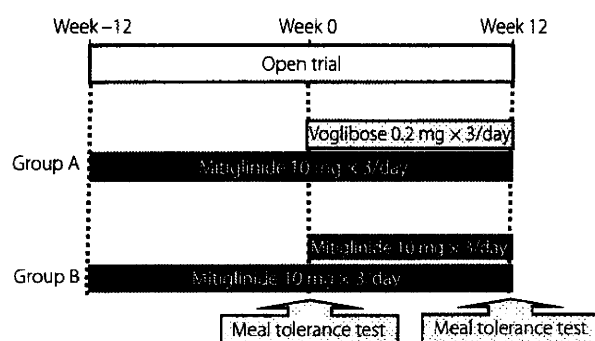 Week –12 Week 0 Week 12
Open trial
Voglibose 0.2 mg × 3/day
Group A Mitiglinide 10 mg × 3/day
Mitiglinide 10 mg × 3/day
Group B Mitiglinide 10 mg × 3/day
Meal tolerance test Meal tolerance test